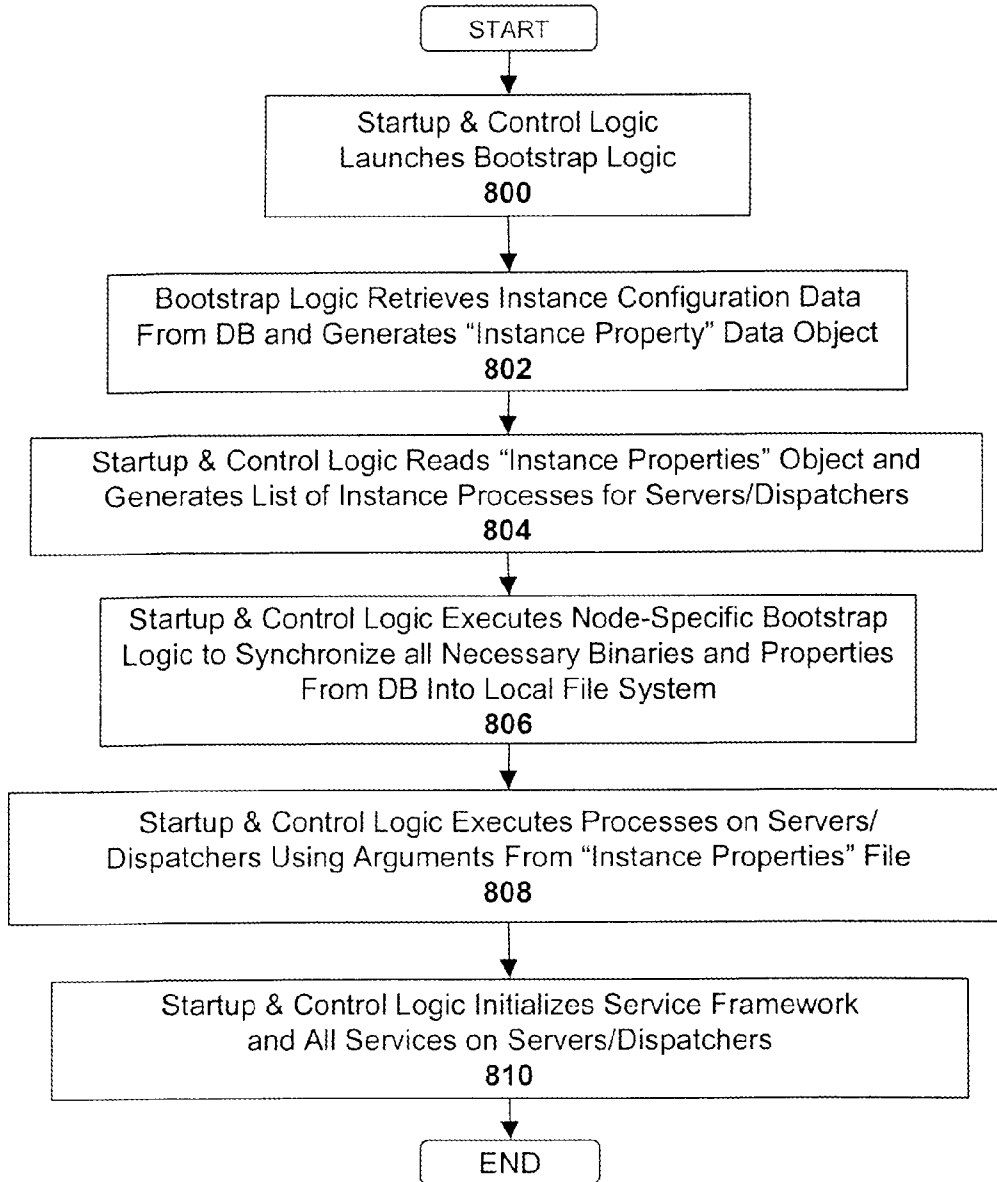 START
Startup & Control Logic
Launches Bootstrap Logic
800
Bootstrap Logic Retrieves Instance Configuration Data
From DB and Generates “Instance Property” Data Object
802
Startup & Control Logic Reads “Instance Properties” Object and
Generates List of Instance Processes for Servers/Dispatchers
804
Startup & Control Logic Executes Node-Specific Bootstrap
Logic to Synchronize all Necessary Binaries and Properties
From DB Into Local File System
806
Startup & Control Logic Executes Processes on Servers/
Dispatchers Using Arguments From “Instance Properties” File
808
Startup & Control Logic Initializes Service Framework
and All Services on Servers/Dispatchers
810
END